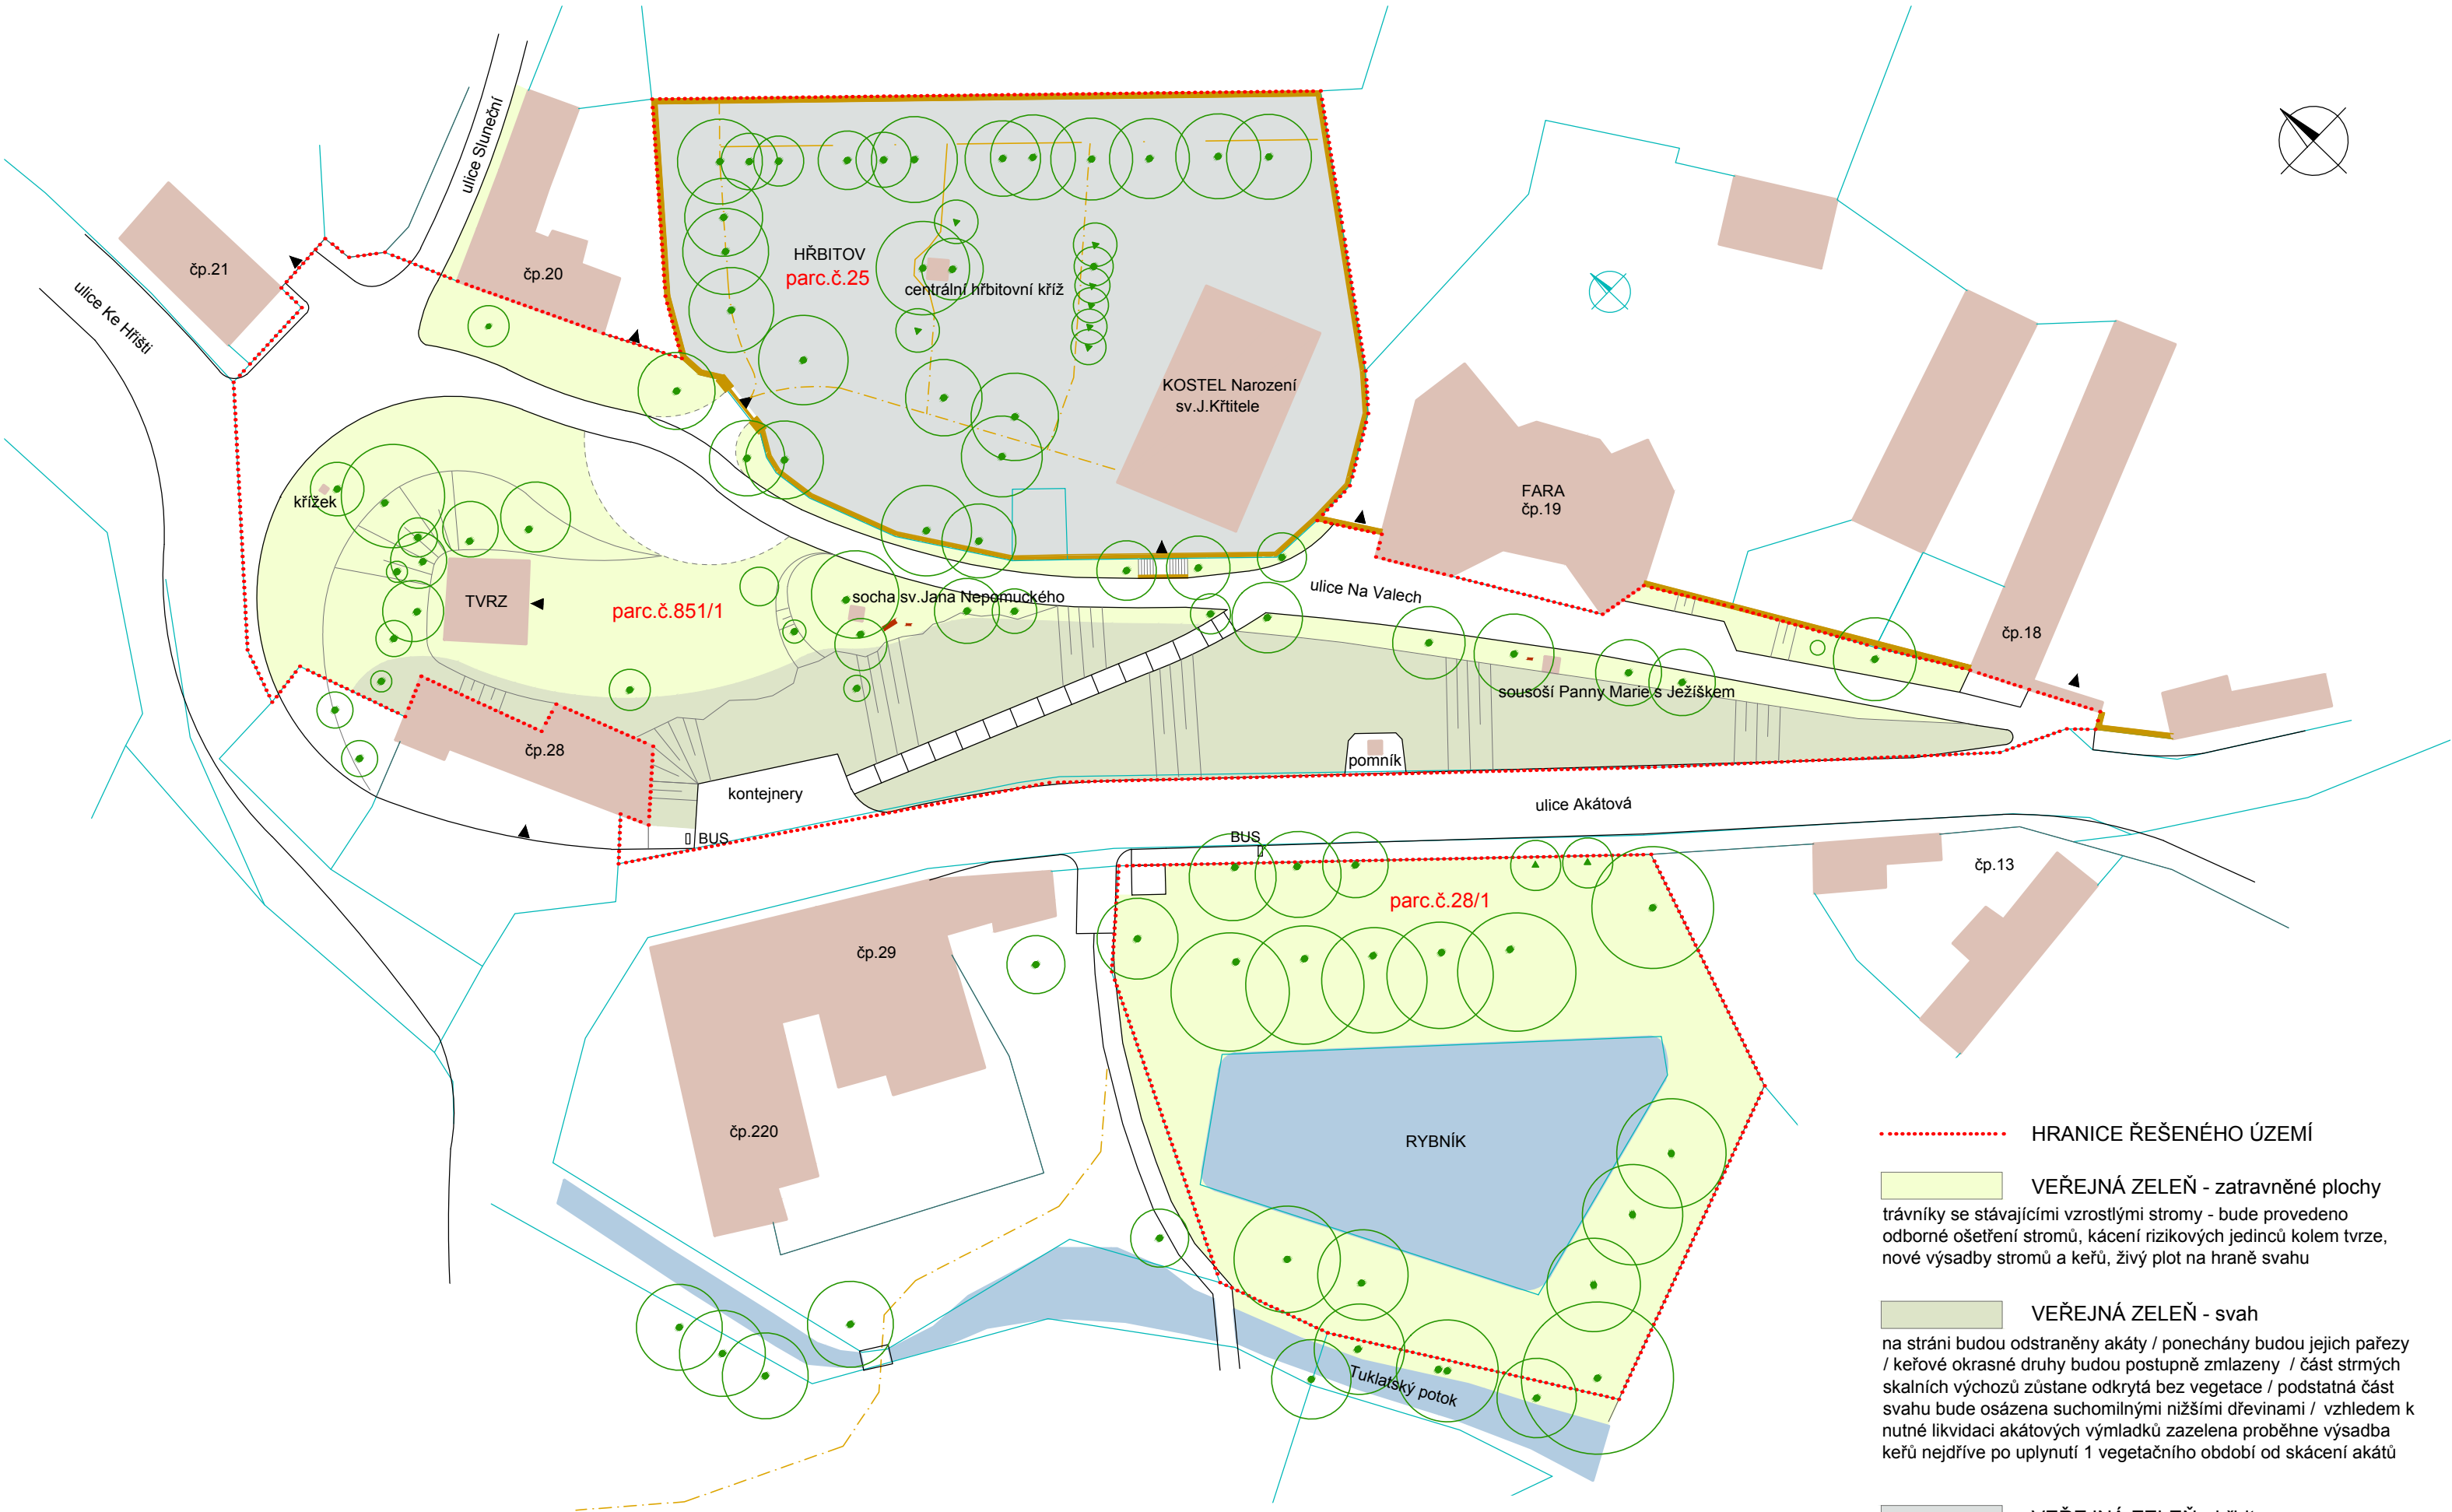 ulice Sluneční
čp.21
čp.20
ulice Ke Hřišti
HŘBITOV
parc.č.25
centrální hřbitovní kříž
KOSTEL Narození
sv.J.Křtitele
FARA
čp.19
křížek
TVRZ
parc.č.851/1
socha sv.Jana Nepomuckého
ulice Na Valech
čp.18
sousoší Panny Marie s Ježíškem
čp.28
kontejnery
pomník
ulice Akátová
BUS
BUS
čp.13
parc.č.28/1
čp.29
čp.220
RYBNÍK
Tuklatský potok
HRANICE ŘEŠENÉHO ÚZEMÍ
VEŘEJNÁ ZELEŇ - zatravněné plochy
trávníky se stávajícími vzrostlými stromy - bude provedeno
odborné ošetření stromů, kácení rizikových jedinců kolem tvrze,
nové výsadby stromů a keřů, živý plot na hraně svahu
VEŘEJNÁ ZELEŇ - svah
na stráni budou odstraněny akáty / ponechány budou jejich pařezy
/ keřové okrasné druhy budou postupně zmlazeny / část strmých
skalních výchozů zůstane odkrytá bez vegetace / podstatná část
svahu bude osázena suchomilnými nižšími dřevinami / vzhledem k
nutné likvidaci akátových výmladků zazelena proběhne výsadba
keřů nejdříve po uplynutí 1 vegetačního období od skácení akátů